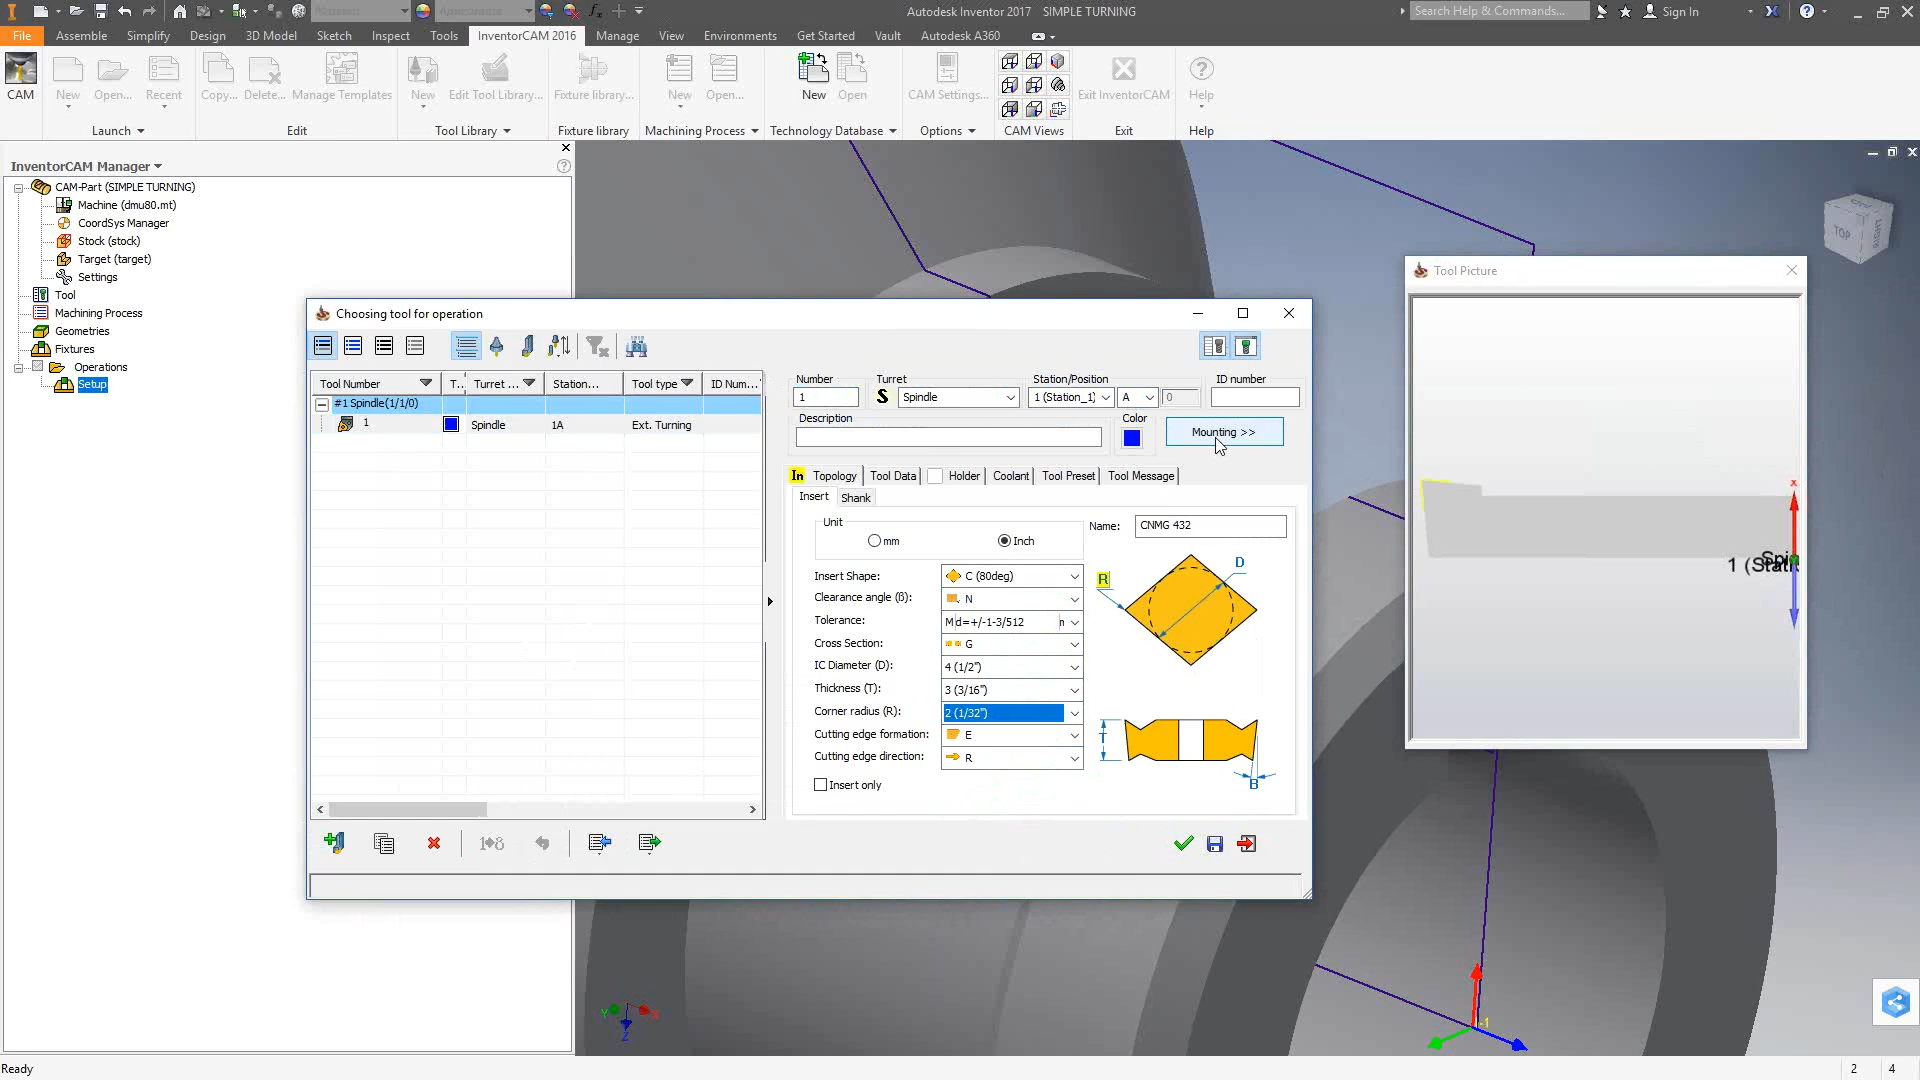 Autodesk Inventor 2017 SIMPLE TURNING
Search Help & Commands...
Sign In
File Assemble Simplify Design 3D Model Sketch Inspect Tools InventorCAM 2016 Manage View Environments Get Started Vault Autodesk A360
CAM New Open... Recent Copy... Delete... Manage Templates New Edit Tool Library... Fixture library... New Open... New Open CAM Settings... Exit InventorCAM Help
Launch Edit Tool Library Fixture library Machining Process Technology Database Options CAM Views Exit Help
InventorCAM Manager
CAM-Part (SIMPLE TURNING)
Machine (dmu80.mt)
CoordSys Manager
Stock (stock)
Target (target)
Settings
Tool
Machining Process
Geometries
Fixtures
Operations
Setup
Choosing tool for operation
Tool Number T... Turret ... Station... Tool type ID Num...
#1 Spindle(1/1/0)
1 Spindle 1A Ext. Turning
Number Turret Station/Position ID number
1 S Spindle 1 (Station_1) A 0
Description Color
Mounting >>
In Topology Tool Data Holder Coolant Tool Preset Tool Message
Insert Shank
Unit
mm Inch
Name: CNMG 432
Insert Shape: C (80deg)
Clearance angle (ß): N
Tolerance: M d=+/-1-3/512
Cross Section: G
IC Diameter (D): 4 (1/2")
Thickness (T): 3 (3/16")
Corner radius (R): 2 (1/32")
Cutting edge formation: E
Cutting edge direction: R
Insert only
R D
T
B
Tool Picture
x
1 (Stati
TOP
RIGHT
Y X
Z
-1
Ready
2 4